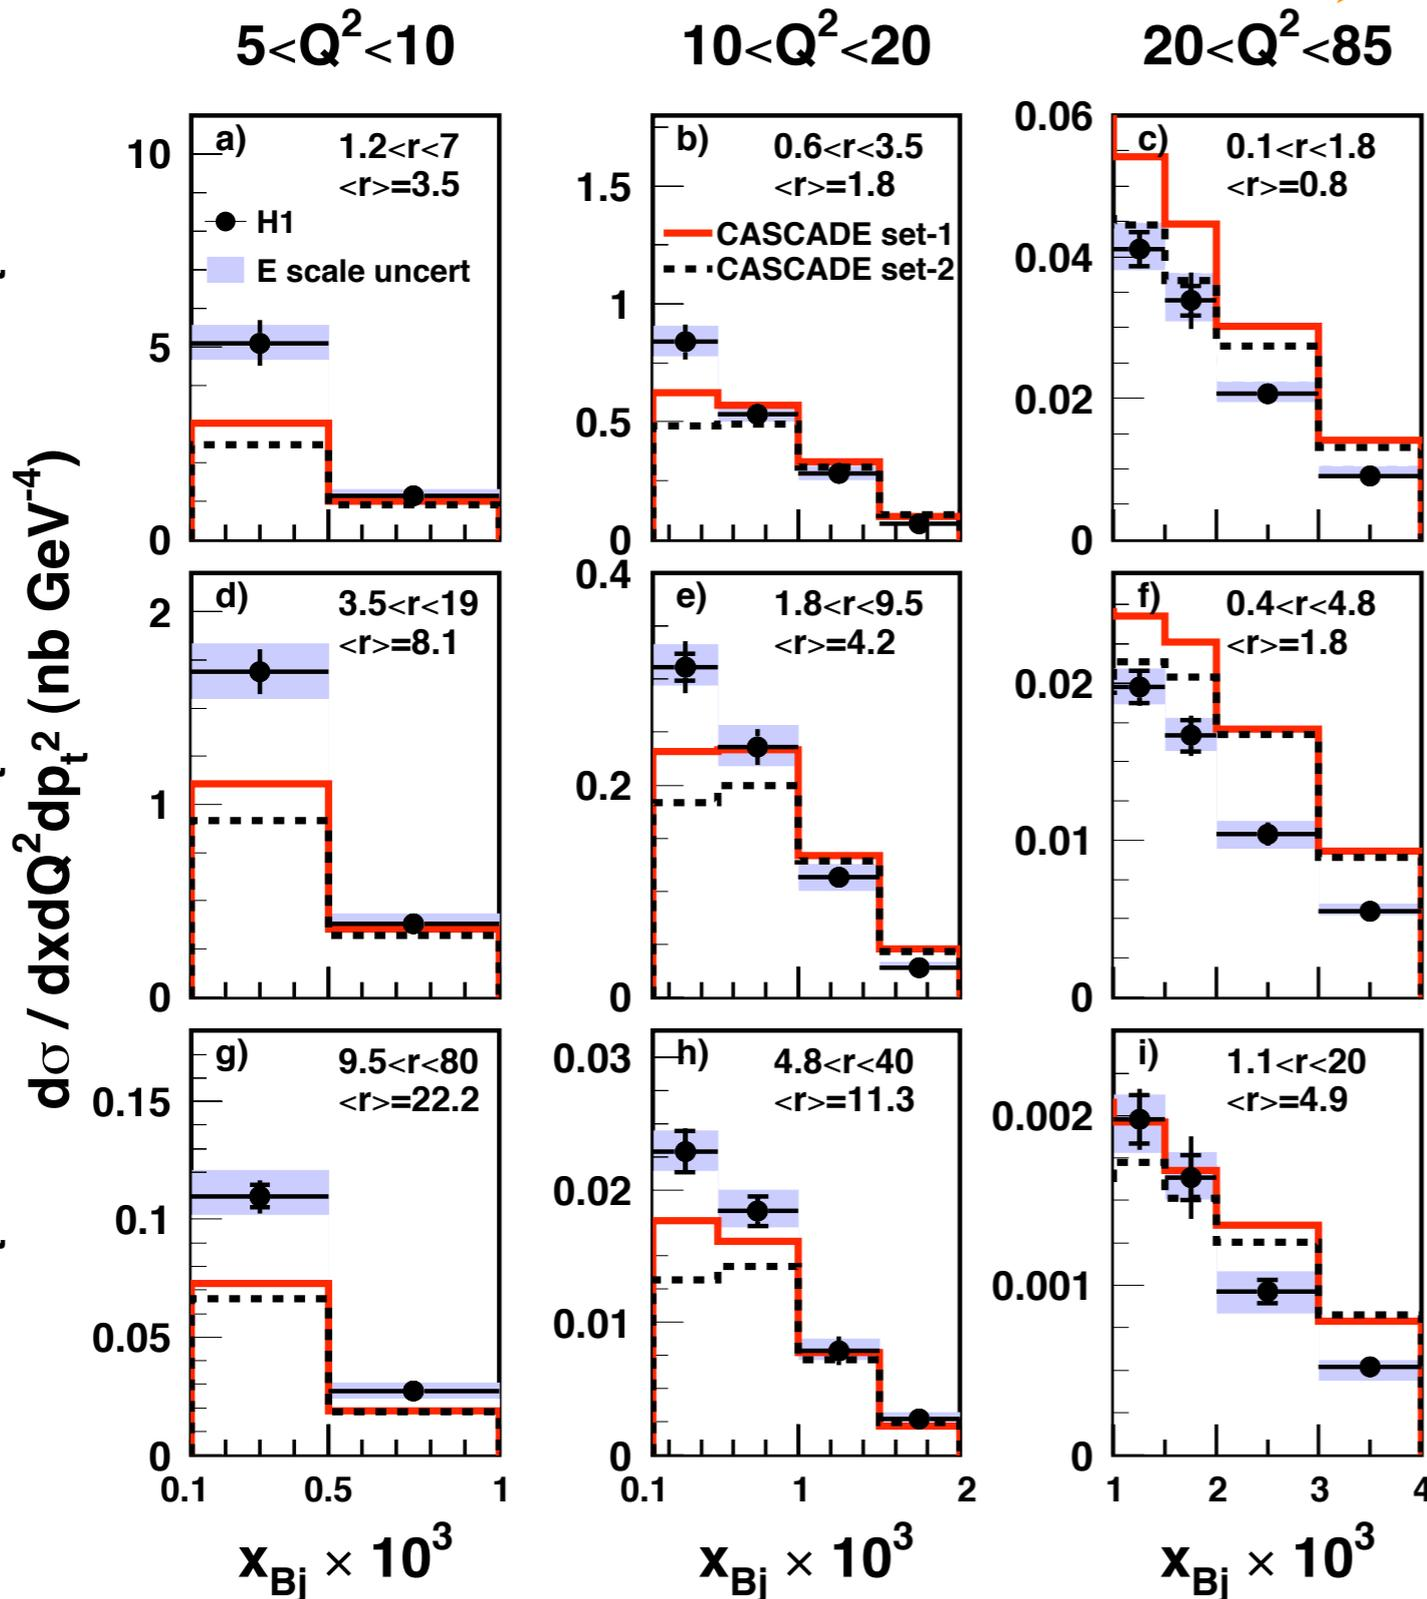 5<Q²<10
10<Q²<20
20<Q²<85
dσ / dxdQ²dpₜ² (nb GeV⁻⁴)
a)
1.2<r<7
<r>=3.5
H1
E scale uncert
10
5
0
b)
0.6<r<3.5
<r>=1.8
CASCADE set-1
CASCADE set-2
1.5
1
0.5
0
c)
0.1<r<1.8
<r>=0.8
0.06
0.04
0.02
0
d)
3.5<r<19
<r>=8.1
2
1
0
e)
1.8<r<9.5
<r>=4.2
0.4
0.2
0
f)
0.4<r<4.8
<r>=1.8
0.02
0.01
0
g)
9.5<r<80
<r>=22.2
0.15
0.1
0.05
0
h)
4.8<r<40
<r>=11.3
0.03
0.02
0.01
0
i)
1.1<r<20
<r>=4.9
0.002
0.001
0
0.1 0.5 1
0.1 1 2
1 2 3 4
x_Bj × 10³
x_Bj × 10³
x_Bj × 10³